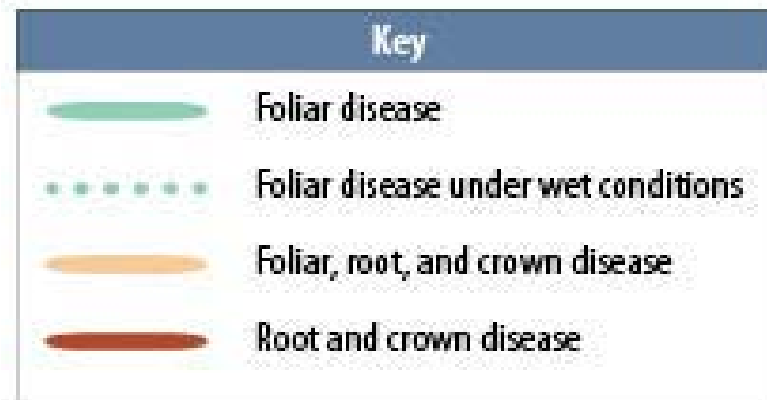 Key
Foliar disease
Foliar disease under wet conditions
Foliar, root, and crown disease
Root and crown disease